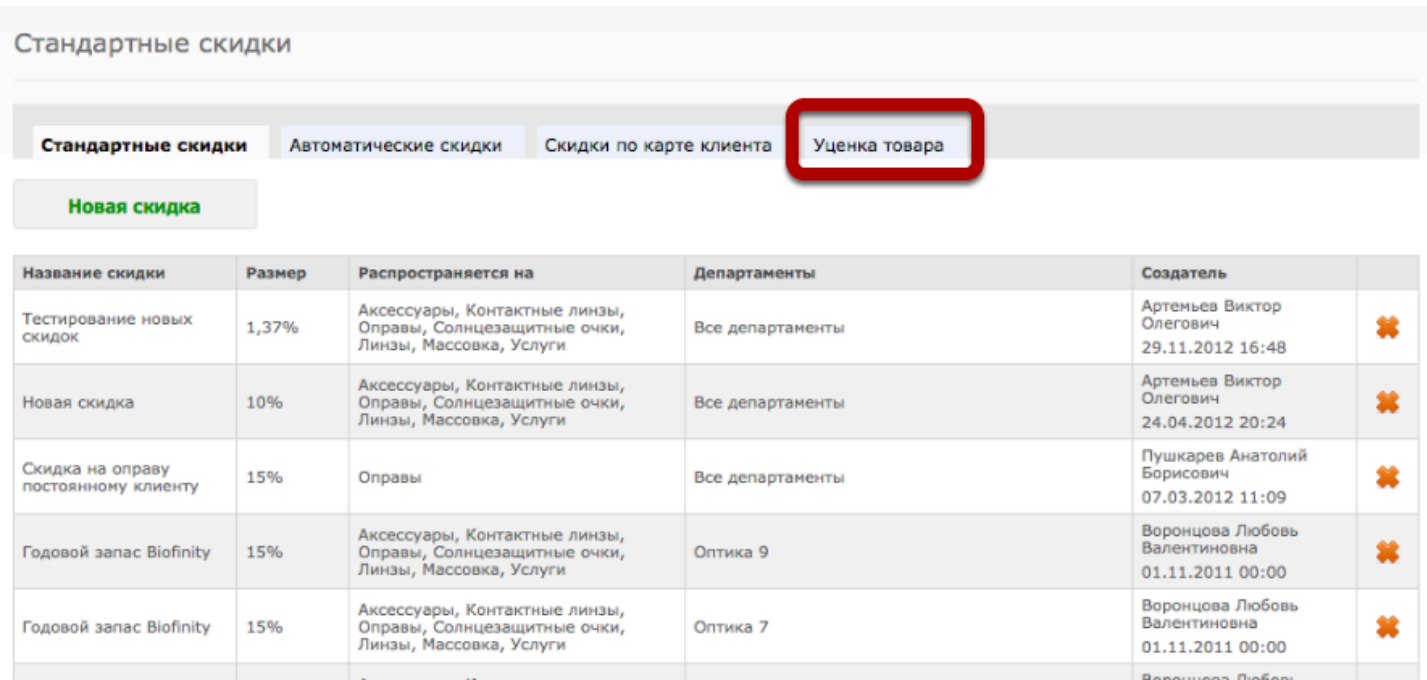 Стандартные скидки
Стандартные скидки Автоматические скидки Скидки по карте клиента Уценка товара
Новая скидка
Название скидки Размер Распространяется на Департаменты Создатель
Тестирование новых скидок 1,37% Аксессуары, Контактные линзы, Оправы, Солнцезащитные очки, Линзы, Массовка, Услуги Все департаменты Артемьев Виктор Олегович 29.11.2012 16:48
Новая скидка 10% Аксессуары, Контактные линзы, Оправы, Солнцезащитные очки, Линзы, Массовка, Услуги Все департаменты Артемьев Виктор Олегович 24.04.2012 20:24
Скидка на оправу постоянному клиенту 15% Оправы Все департаменты Пушкарев Анатолий Борисович 07.03.2012 11:09
Годовой запас Biofinity 15% Аксессуары, Контактные линзы, Оправы, Солнцезащитные очки, Линзы, Массовка, Услуги Оптика 9 Воронцова Любовь Валентиновна 01.11.2011 00:00
Годовой запас Biofinity 15% Аксессуары, Контактные линзы, Оправы, Солнцезащитные очки, Линзы, Массовка, Услуги Оптика 7 Воронцова Любовь Валентиновна 01.11.2011 00:00